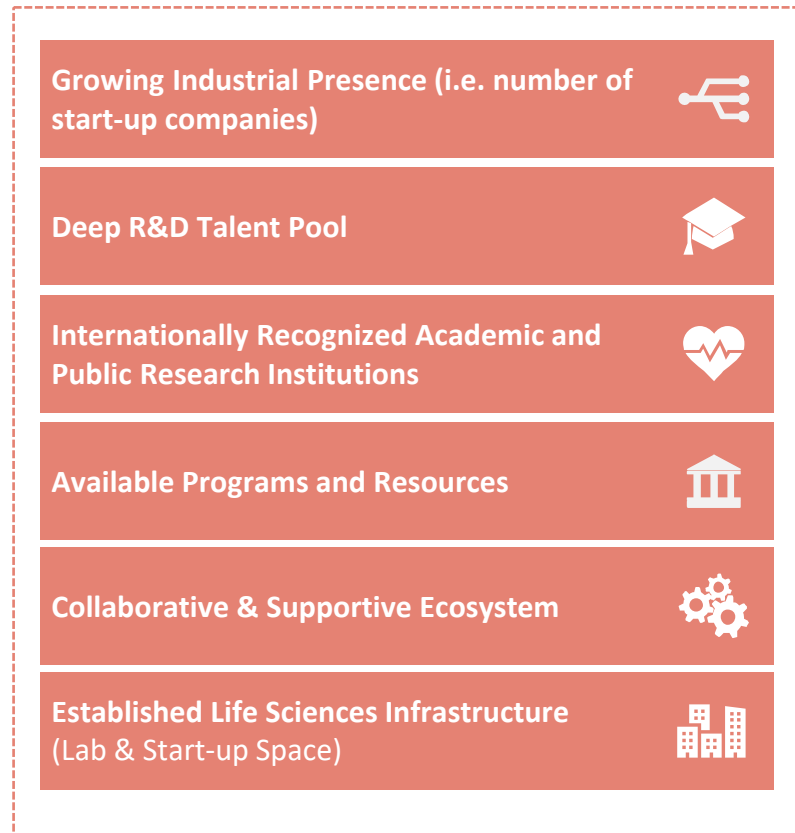 Growing Industrial Presence (i.e. number of
start-up companies)
Deep R&D Talent Pool
Internationally Recognized Academic and
Public Research Institutions
Available Programs and Resources
Collaborative & Supportive Ecosystem
Established Life Sciences Infrastructure
(Lab & Start-up Space)